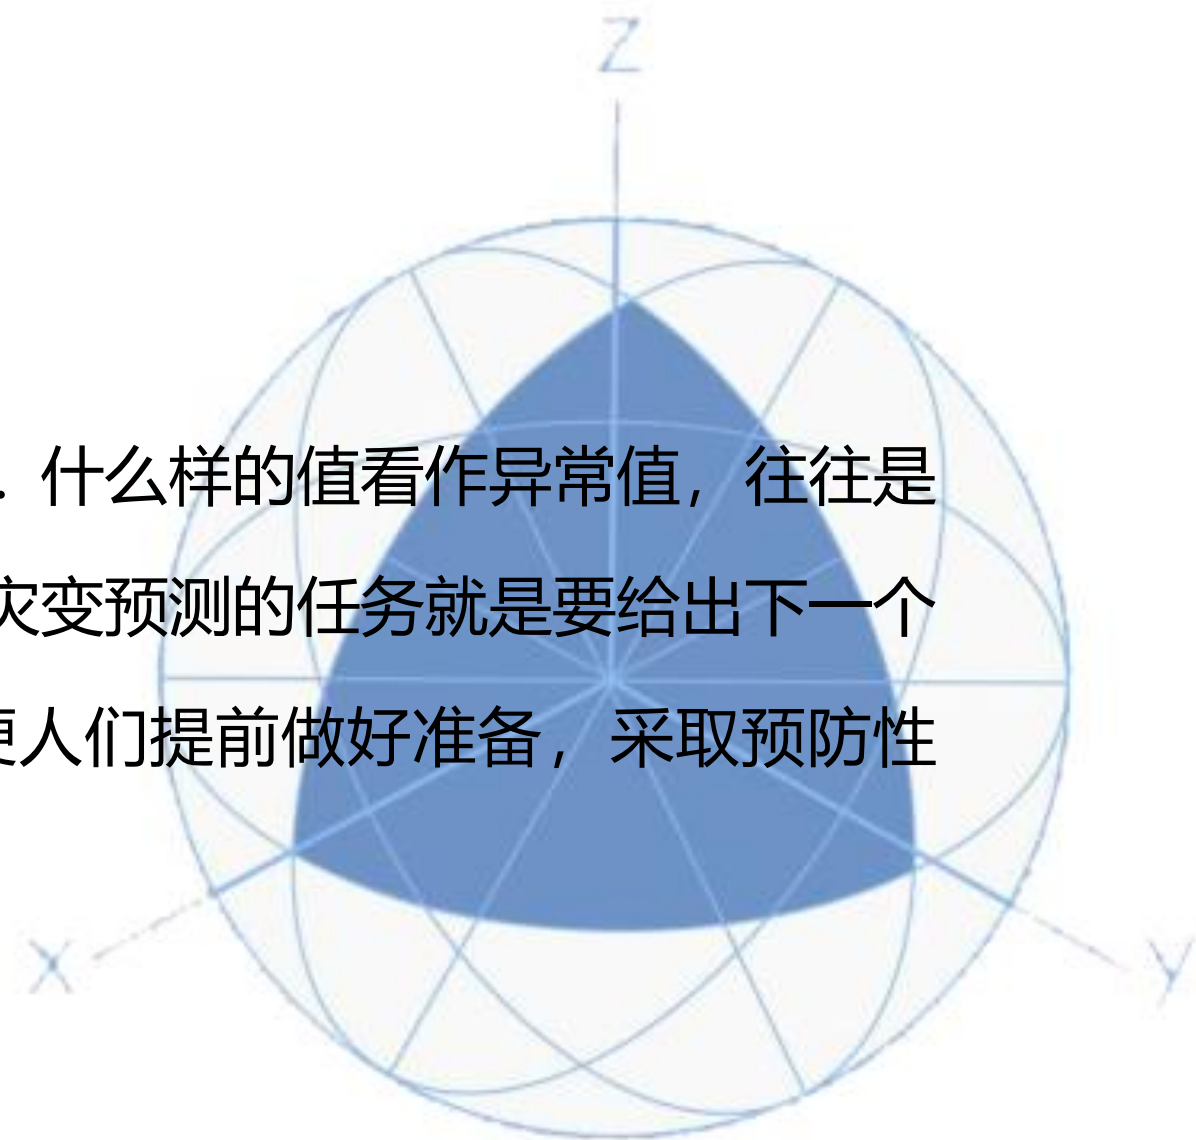 Z
. 什么样的值看作异常值，往往是
灾变预测的任务就是要给出下一个
人们提前做好准备，采取预防性
X
Y